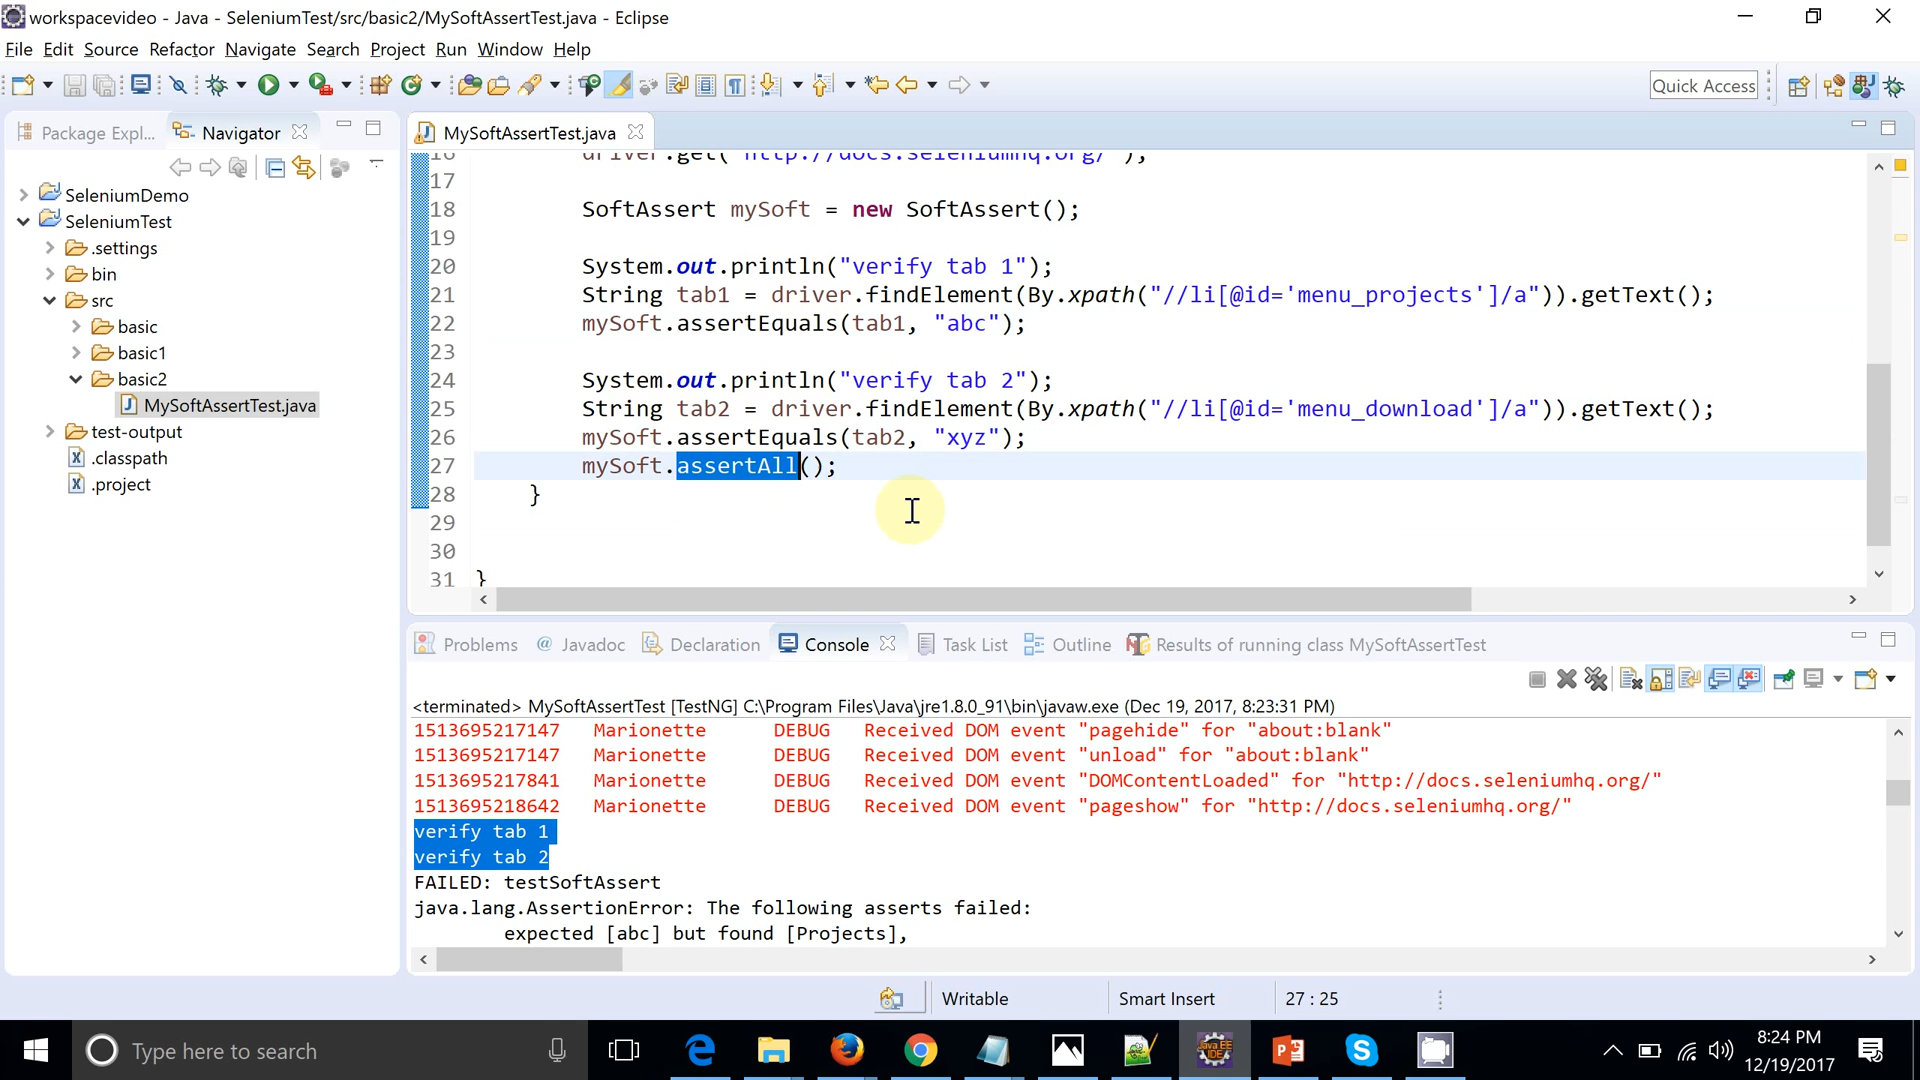 workspacevideo - Java - SeleniumTest/src/basic2/MySoftAssertTest.java - Eclipse
File Edit Source Refactor Navigate Search Project Run Window Help
Quick Access
Package Expl... Navigator
MySoftAssertTest.java
SeleniumDemo
SeleniumTest
.settings
bin
src
basic
basic1
basic2
MySoftAssertTest.java
test-output
.classpath
.project
16 driver.get("http://docs.seleniumhq.org/");
17
18 SoftAssert mySoft = new SoftAssert();
19
20 System.out.println("verify tab 1");
21 String tab1 = driver.findElement(By.xpath("//li[@id='menu_projects']/a")).getText();
22 mySoft.assertEquals(tab1, "abc");
23
24 System.out.println("verify tab 2");
25 String tab2 = driver.findElement(By.xpath("//li[@id='menu_download']/a")).getText();
26 mySoft.assertEquals(tab2, "xyz");
27 mySoft.assertAll();
28 }
29
30
31 }
Problems @ Javadoc Declaration Console Task List Outline Results of running class MySoftAssertTest
<terminated> MySoftAssertTest [TestNG] C:\Program Files\Java\jre1.8.0_91\bin\javaw.exe (Dec 19, 2017, 8:23:31 PM)
1513695217147 Marionette DEBUG Received DOM event "pagehide" for "about:blank"
1513695217147 Marionette DEBUG Received DOM event "unload" for "about:blank"
1513695217841 Marionette DEBUG Received DOM event "DOMContentLoaded" for "http://docs.seleniumhq.org/"
1513695218642 Marionette DEBUG Received DOM event "pageshow" for "http://docs.seleniumhq.org/"
verify tab 1
verify tab 2
FAILED: testSoftAssert
java.lang.AssertionError: The following asserts failed:
expected [abc] but found [Projects],
Writable Smart Insert 27 : 25
Type here to search
Java EE
IDE
8:24 PM
12/19/2017